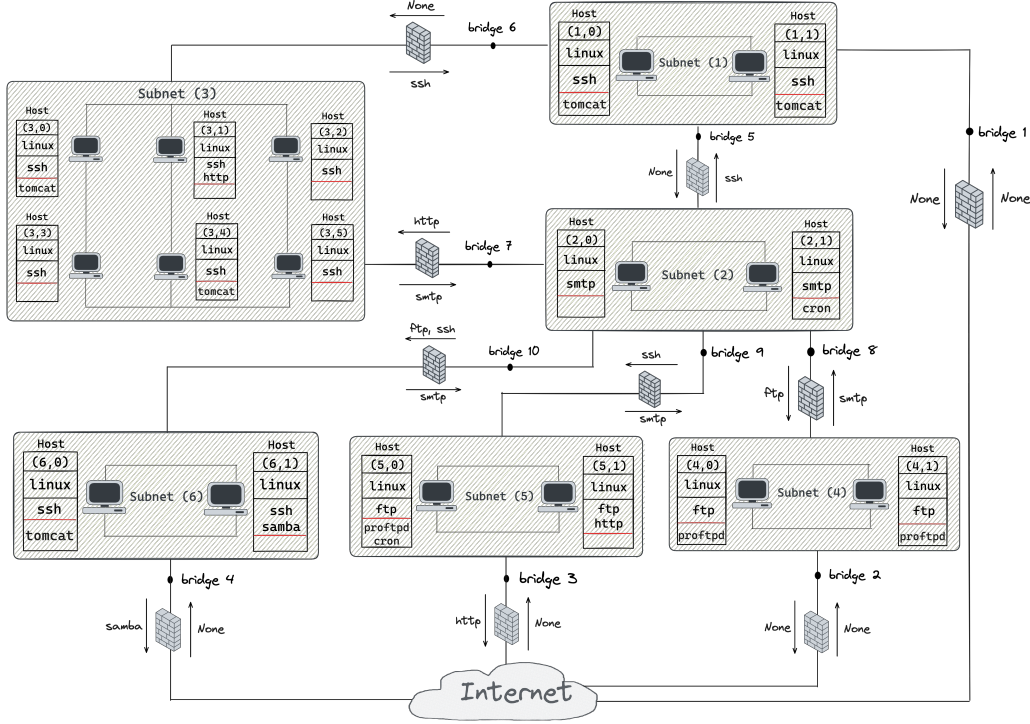 None
bridge 6
ssh
Host
(1,0)
linux
ssh
tomcat
Subnet (1)
Host
(1,1)
linux
ssh
tomcat
bridge 1
None
None
bridge 5
None
ssh
Subnet (3)
Host
(3,0)
linux
ssh
tomcat
Host
(3,1)
linux
ssh
http
Host
(3,2)
linux
ssh
Host
(3,3)
linux
ssh
Host
(3,4)
linux
ssh
tomcat
Host
(3,5)
linux
ssh
http
bridge 7
smtp
Host
(2,0)
linux
smtp
Subnet (2)
Host
(2,1)
linux
smtp
cron
ftp, ssh
bridge 10
smtp
ssh
bridge 9
smtp
bridge 8
ftp
smtp
Host
(6,0)
linux
ssh
tomcat
Subnet (6)
Host
(6,1)
linux
ssh
samba
Host
(5,0)
linux
ftp
proftpd
cron
Subnet (5)
Host
(5,1)
linux
ftp
http
Host
(4,0)
linux
ftp
proftpd
Subnet (4)
Host
(4,1)
linux
ftp
proftpd
bridge 4
samba
None
bridge 3
http
None
bridge 2
None
None
Internet